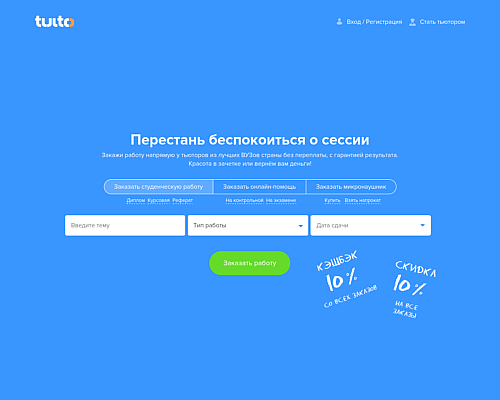 tuito
Вход / Регистрация
Стать тьютором
Перестань беспокоиться о сессии
Закажи работу напрямую у тьюторов из лучших ВУЗов страны без переплаты, с гарантией результата.
Красота в зачетке или вернём вам деньги!
Заказать студенческую работу
Заказать онлайн-помощь
Заказать микронаушник
Диплом Курсовая Реферат
На контрольной На экзамене
Купить Взять напрокат
Введите тему
Тип работы
Дата сдачи
Заказать работу
КЭШБЭК
10%
СО ВСЕХ ЗАКАЗОВ
СКИДКА
10%
НА ВСЕ
ЗАКАЗЫ